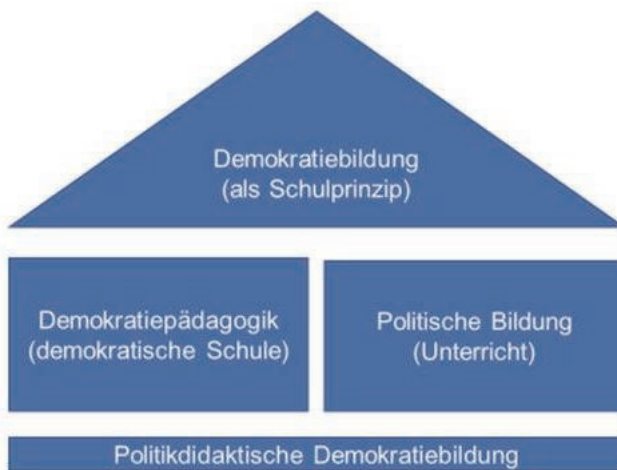 Demokratiebildung
(als Schulprinzip)
Demokratiepädagogik
(demokratische Schule)
Politische Bildung
(Unterricht)
Politikdidaktische Demokratiebildung